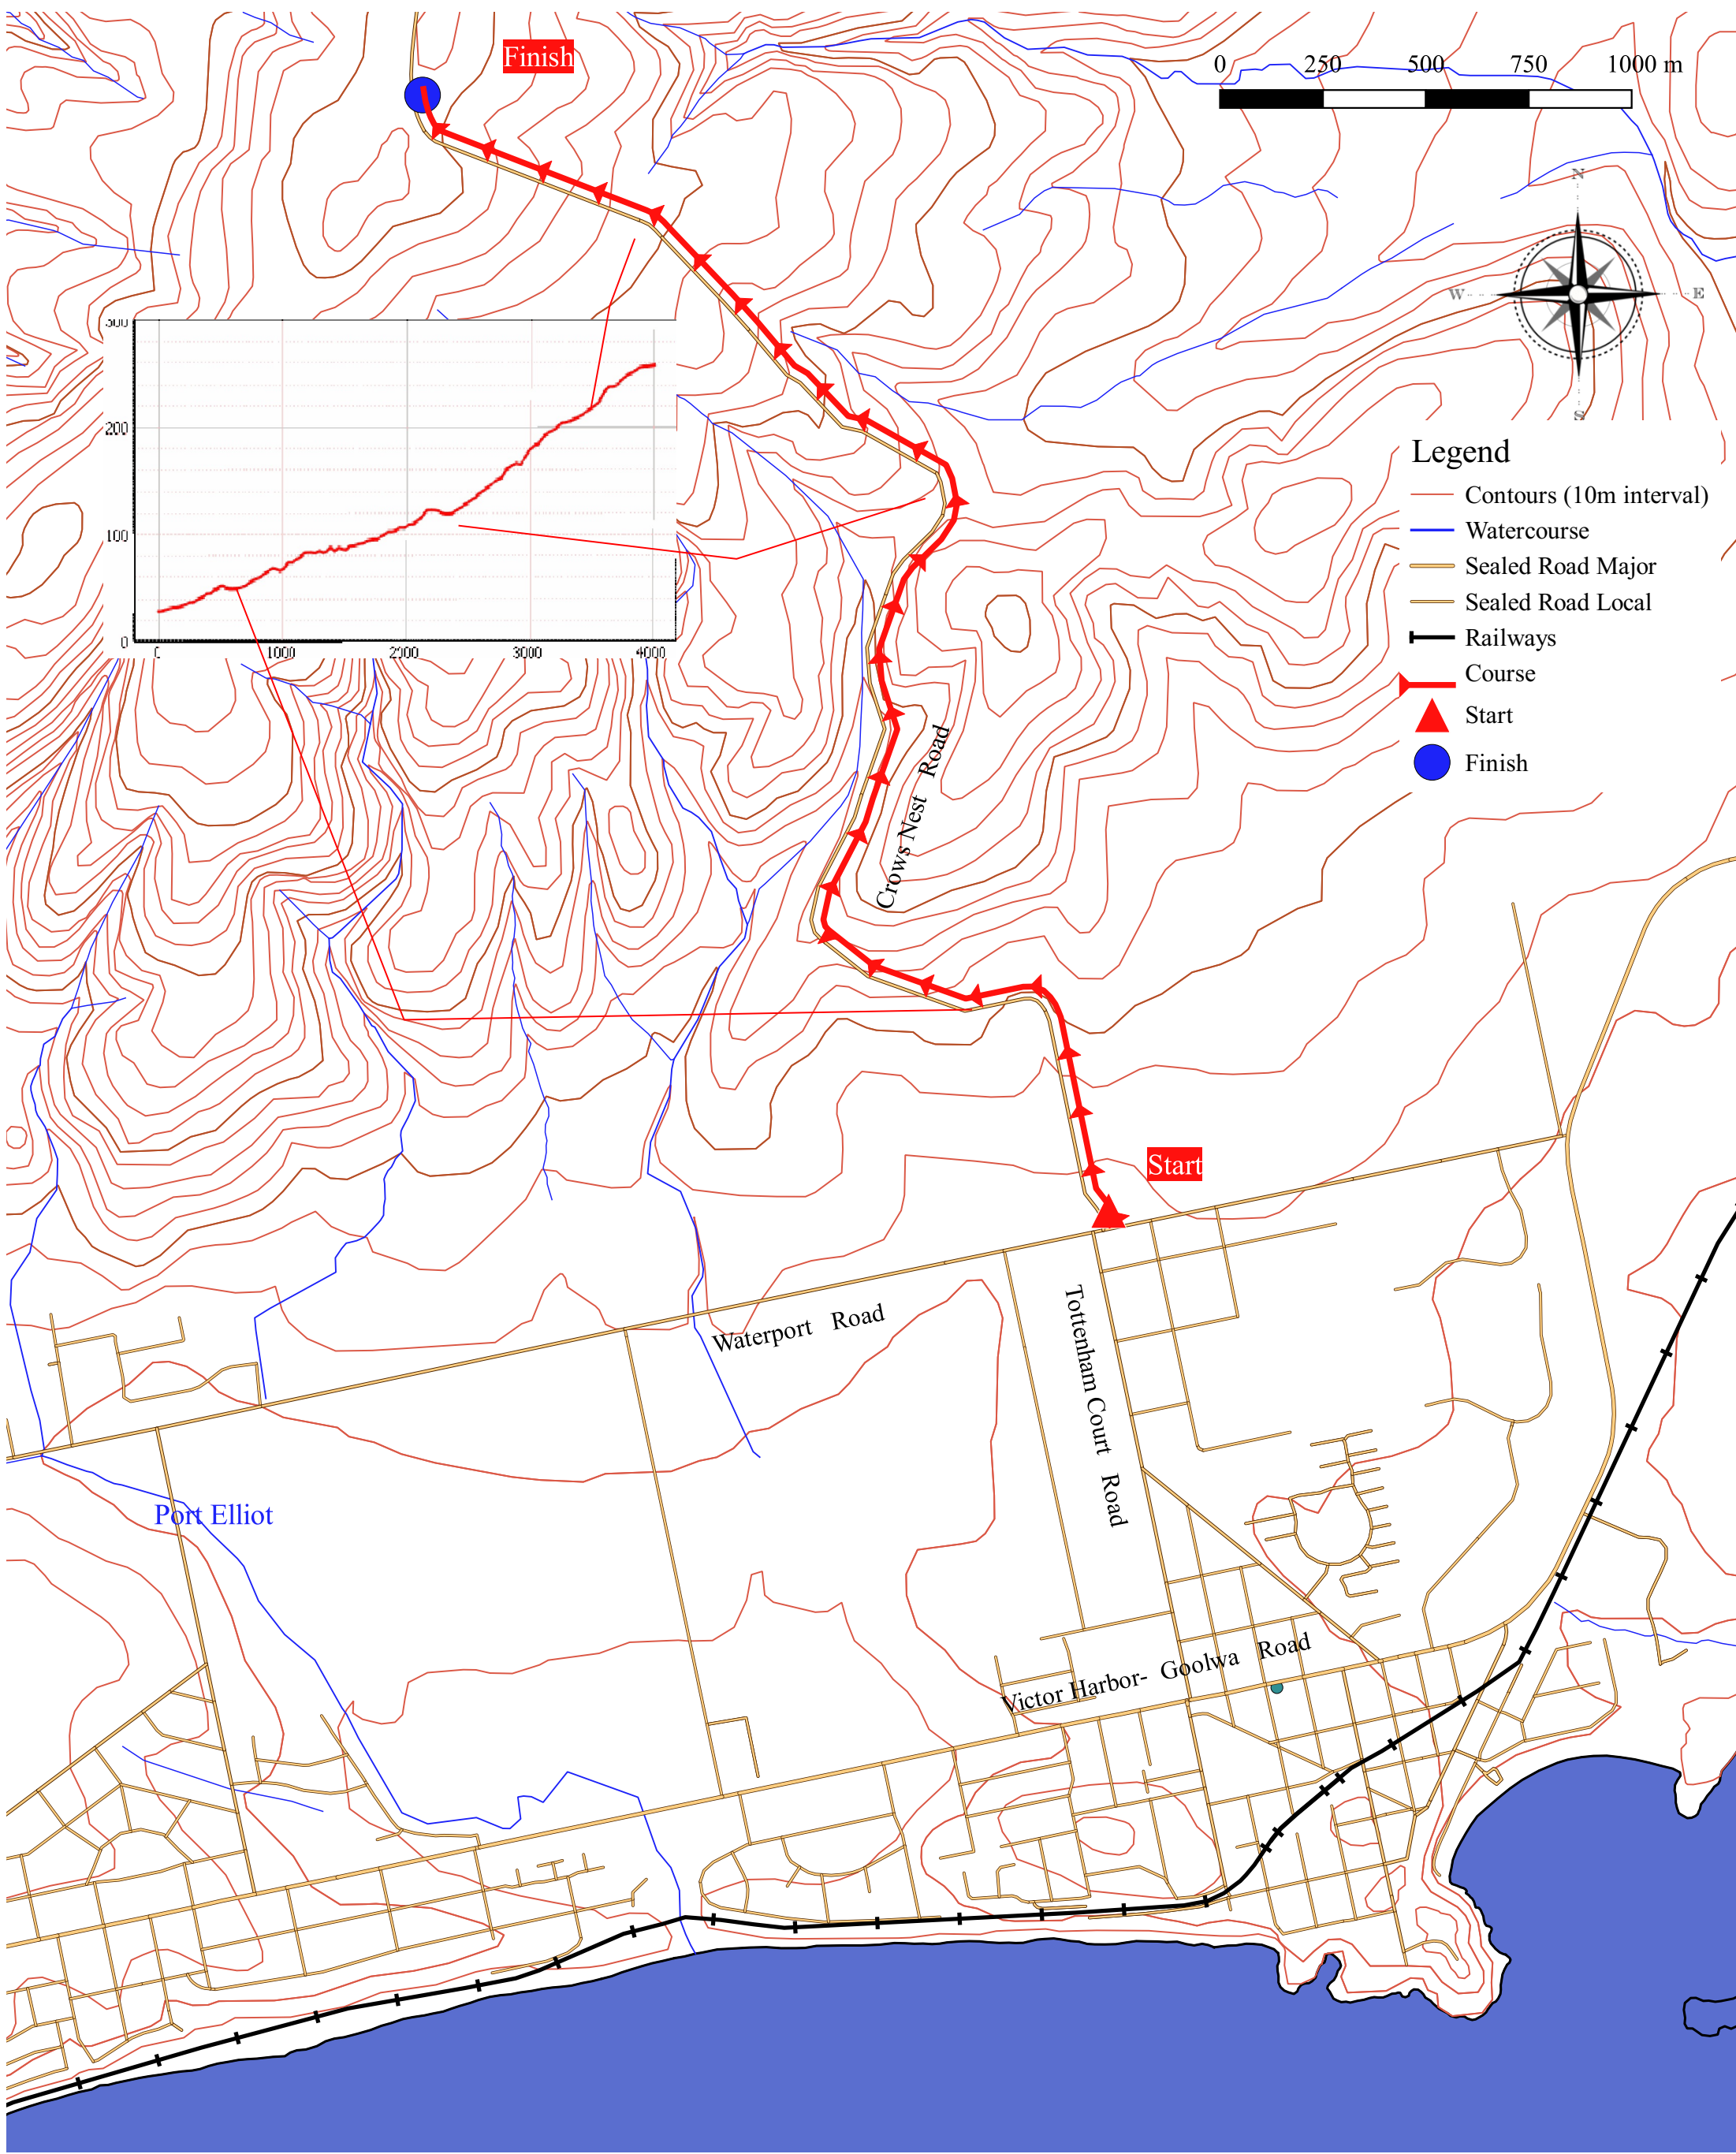 Finish
0 250 500 750 1000 m
N
W E
S
300
200
100
0
0 1000 2000 3000 4000
Legend
Contours (10m interval)
Watercourse
Sealed Road Major
Sealed Road Local
Railways
Course
Start
Finish
Crows Nest Road
Start
Waterport Road
Tottenham Court Road
Port Elliot
Victor Harbor- Goolwa Road